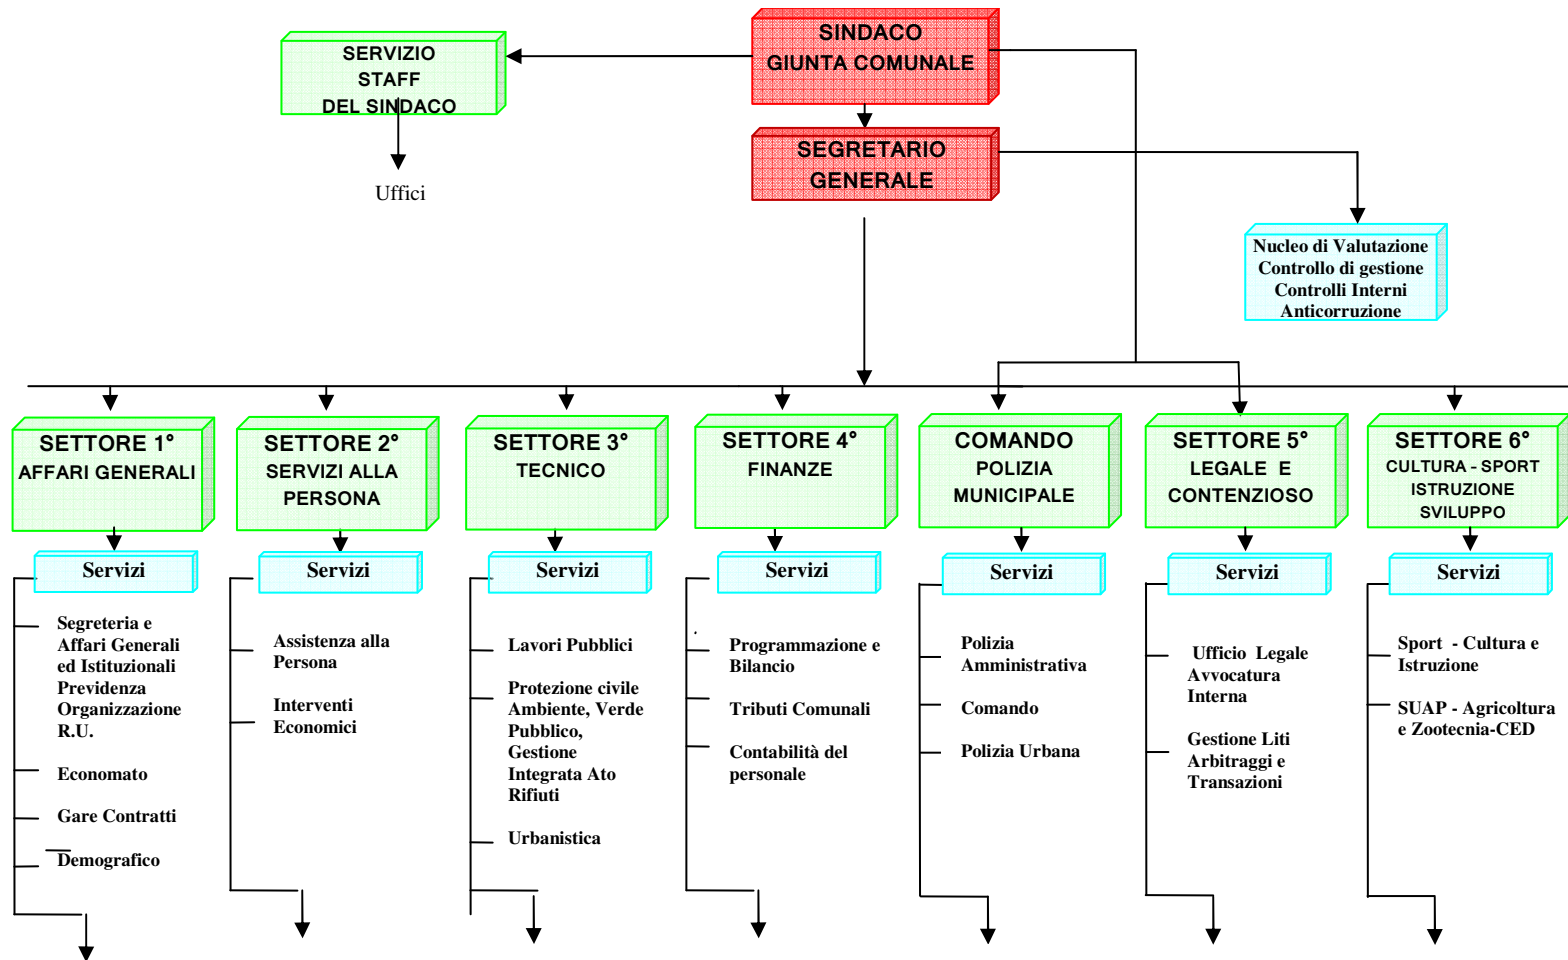 SINDACO
GIUNTA COMUNALE
SERVIZIO
STAFF
DEL SINDACO
SEGRETARIO
GENERALE
Uffici
Nucleo di Valutazione
Controllo di gestione
Controlli Interni
Anticorruzione
SETTORE 1°
AFFARI GENERALI
SETTORE 2°
SERVIZI ALLA
PERSONA
SETTORE 3°
TECNICO
SETTORE 4°
FINANZE
COMANDO
POLIZIA
MUNICIPALE
SETTORE 5°
LEGALE E
CONTENZIOSO
SETTORE 6°
CULTURA - SPORT
ISTRUZIONE
SVILUPPO
Servizi
Servizi
Servizi
Servizi
Servizi
Servizi
Servizi
Segreteria e
Affari Generali
ed Istituzionali
Previdenza
Organizzazione
R.U.
Economato
Gare Contratti
Demografico
Assistenza alla
Persona
Interventi
Economici
Lavori Pubblici
Protezione civile
Ambiente, Verde
Pubblico,
Gestione
Integrata Ato
Rifiuti
Urbanistica
Programmazione e
Bilancio
Tributi Comunali
Contabilità del
personale
Polizia
Amministrativa
Comando
Polizia Urbana
Ufficio Legale
Avvocatura
Interna
Gestione Liti
Arbitraggi e
Transazioni
Sport - Cultura e
Istruzione
SUAP - Agricoltura
e Zootecnia-CED